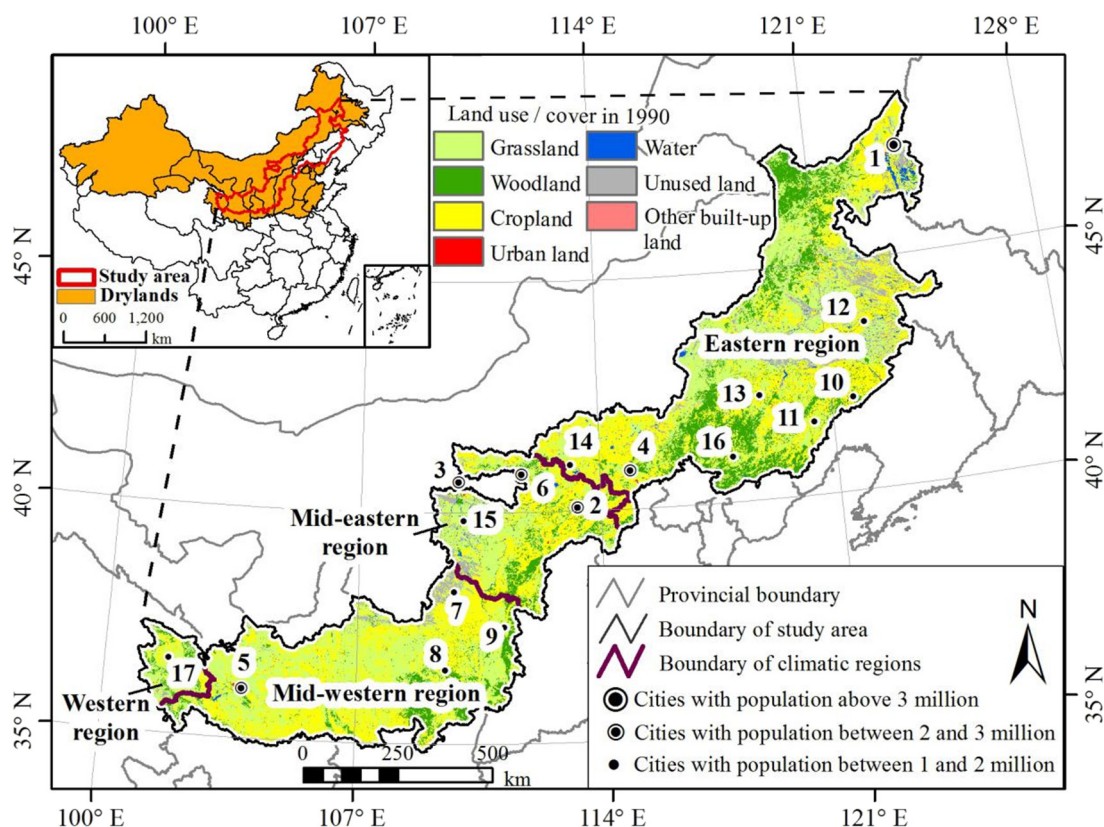 100° E 107° E 114° E 121° E 128° E
Land use / cover in 1990
Grassland Water
Woodland Unused land
Cropland Other built-up
land
Urban land
Study area
Drylands
0 600 1,200
km
45° N
45° N
40° N
40° N
35° N
35° N
1
12
Eastern region
13
10
11
16
14
4
3
6
2
Mid-eastern
region
15
7
9
8
5
17
Mid-western region
Western
region
0 250 500
km
Provincial boundary
Boundary of study area
Boundary of climatic regions
Cities with population above 3 million
Cities with population between 2 and 3 million
Cities with population between 1 and 2 million
N
100° E 107° E 114° E 121° E